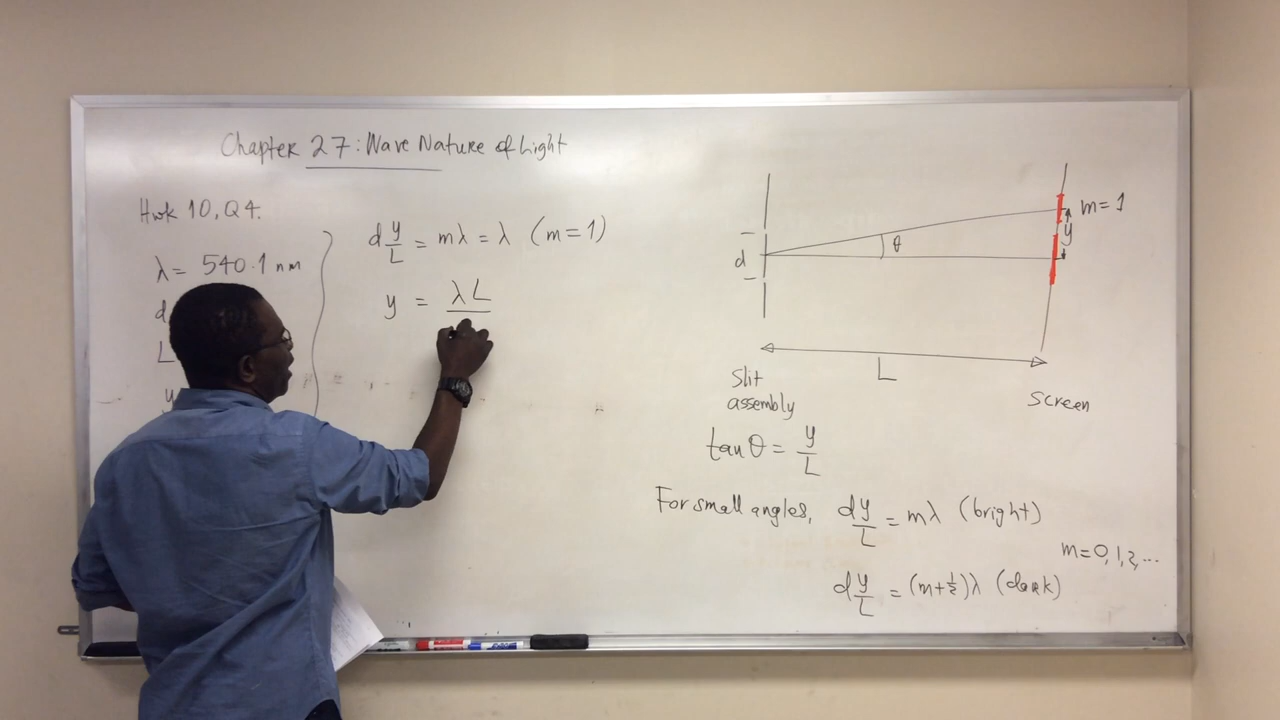 Chapter 27: Wave Nature of Light
Hwk 10, Q4.
λ = 540.1 nm
d
L
y
d y/L = mλ = λ (m=1)
y = λL
m=1
y
θ
d
L
Slit
assembly
screen
tan θ = y/L
For small angles, dy/L = mλ (bright)
m=0,1,2,...
d y/L = (m+½)λ (dark)